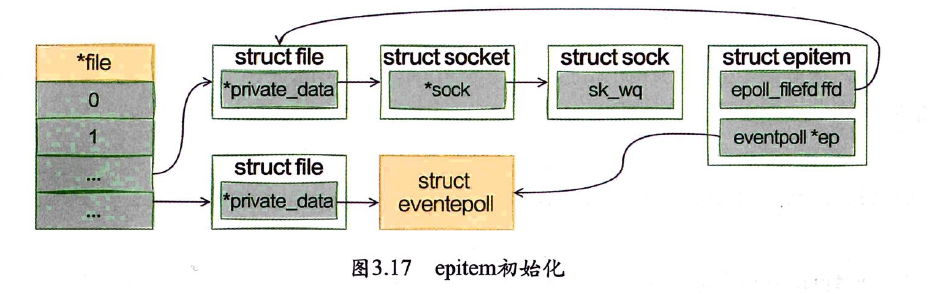 *file
0
1
...
...
struct file
*private_data
struct socket
*sock
struct sock
sk_wq
struct epitem
epoll_filefd ffd
eventpoll *ep
struct file
*private_data
struct
eventepoll
图3.17 epitem初始化